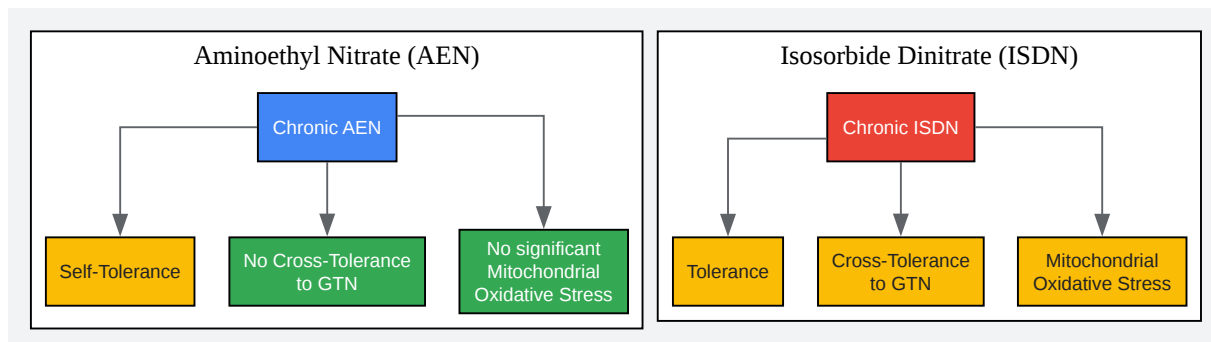 Aminoethyl Nitrate (AEN)
Chronic AEN
Self-Tolerance
No Cross-Tolerance
to GTN
No significant
Mitochondrial
Oxidative Stress
Isosorbide Dinitrate (ISDN)
Chronic ISDN
Tolerance
Cross-Tolerance
to GTN
Mitochondrial
Oxidative Stress